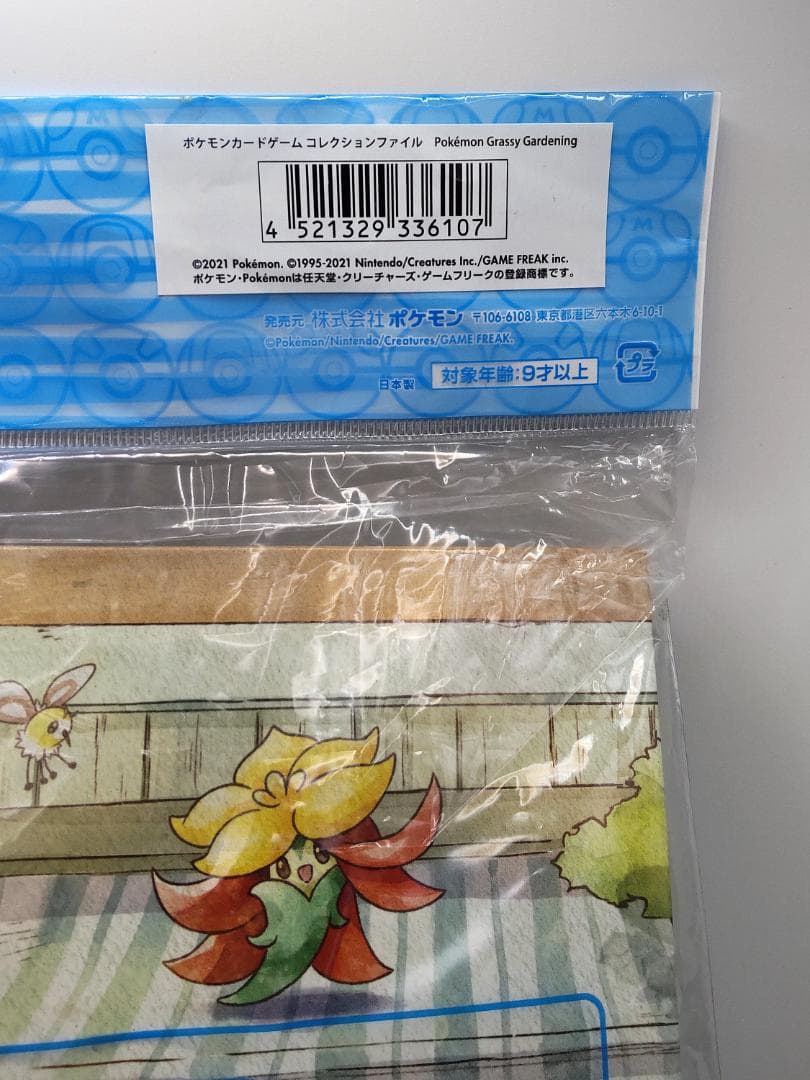 ポケモンカードゲーム コレクションファイル Pokémon Grassy Gardening
4 521329 336107
©2021 Pokémon. ©1995-2021 Nintendo/Creatures Inc./GAME FREAK inc.
ポケモン・Pokémonは任天堂・クリーチャーズ・ゲームフリークの登録商標です。
発売元 株式会社ポケモン 〒106-6108 東京都港区六本木6-10-1
©Pokémon/Nintendo/Creatures/GAME FREAK.
日本製 対象年齢:9才以上 プラ